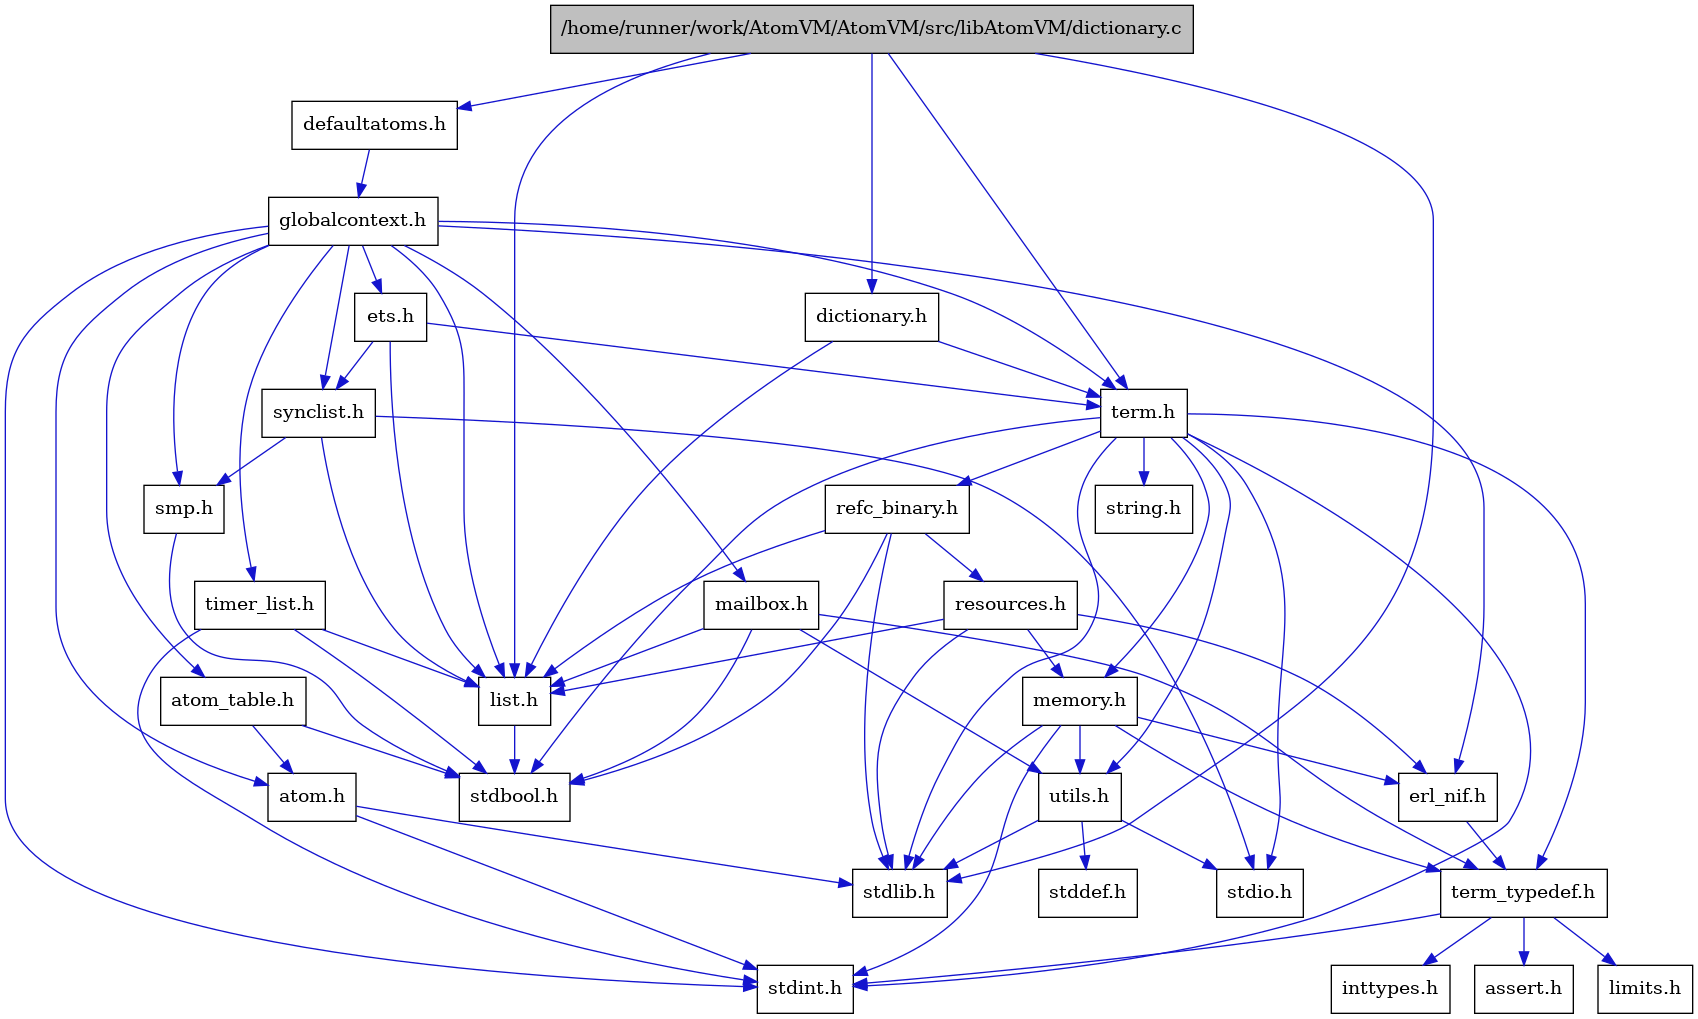 /home/runner/work/AtomVM/AtomVM/src/libAtomVM/dictionary.c
defaultatoms.h
globalcontext.h
ets.h
dictionary.h
synclist.h
term.h
smp.h
refc_binary.h
string.h
timer_list.h
mailbox.h
resources.h
atom_table.h
list.h
memory.h
atom.h
stdbool.h
utils.h
erl_nif.h
stdlib.h
stddef.h
stdio.h
term_typedef.h
stdint.h
inttypes.h
assert.h
limits.h